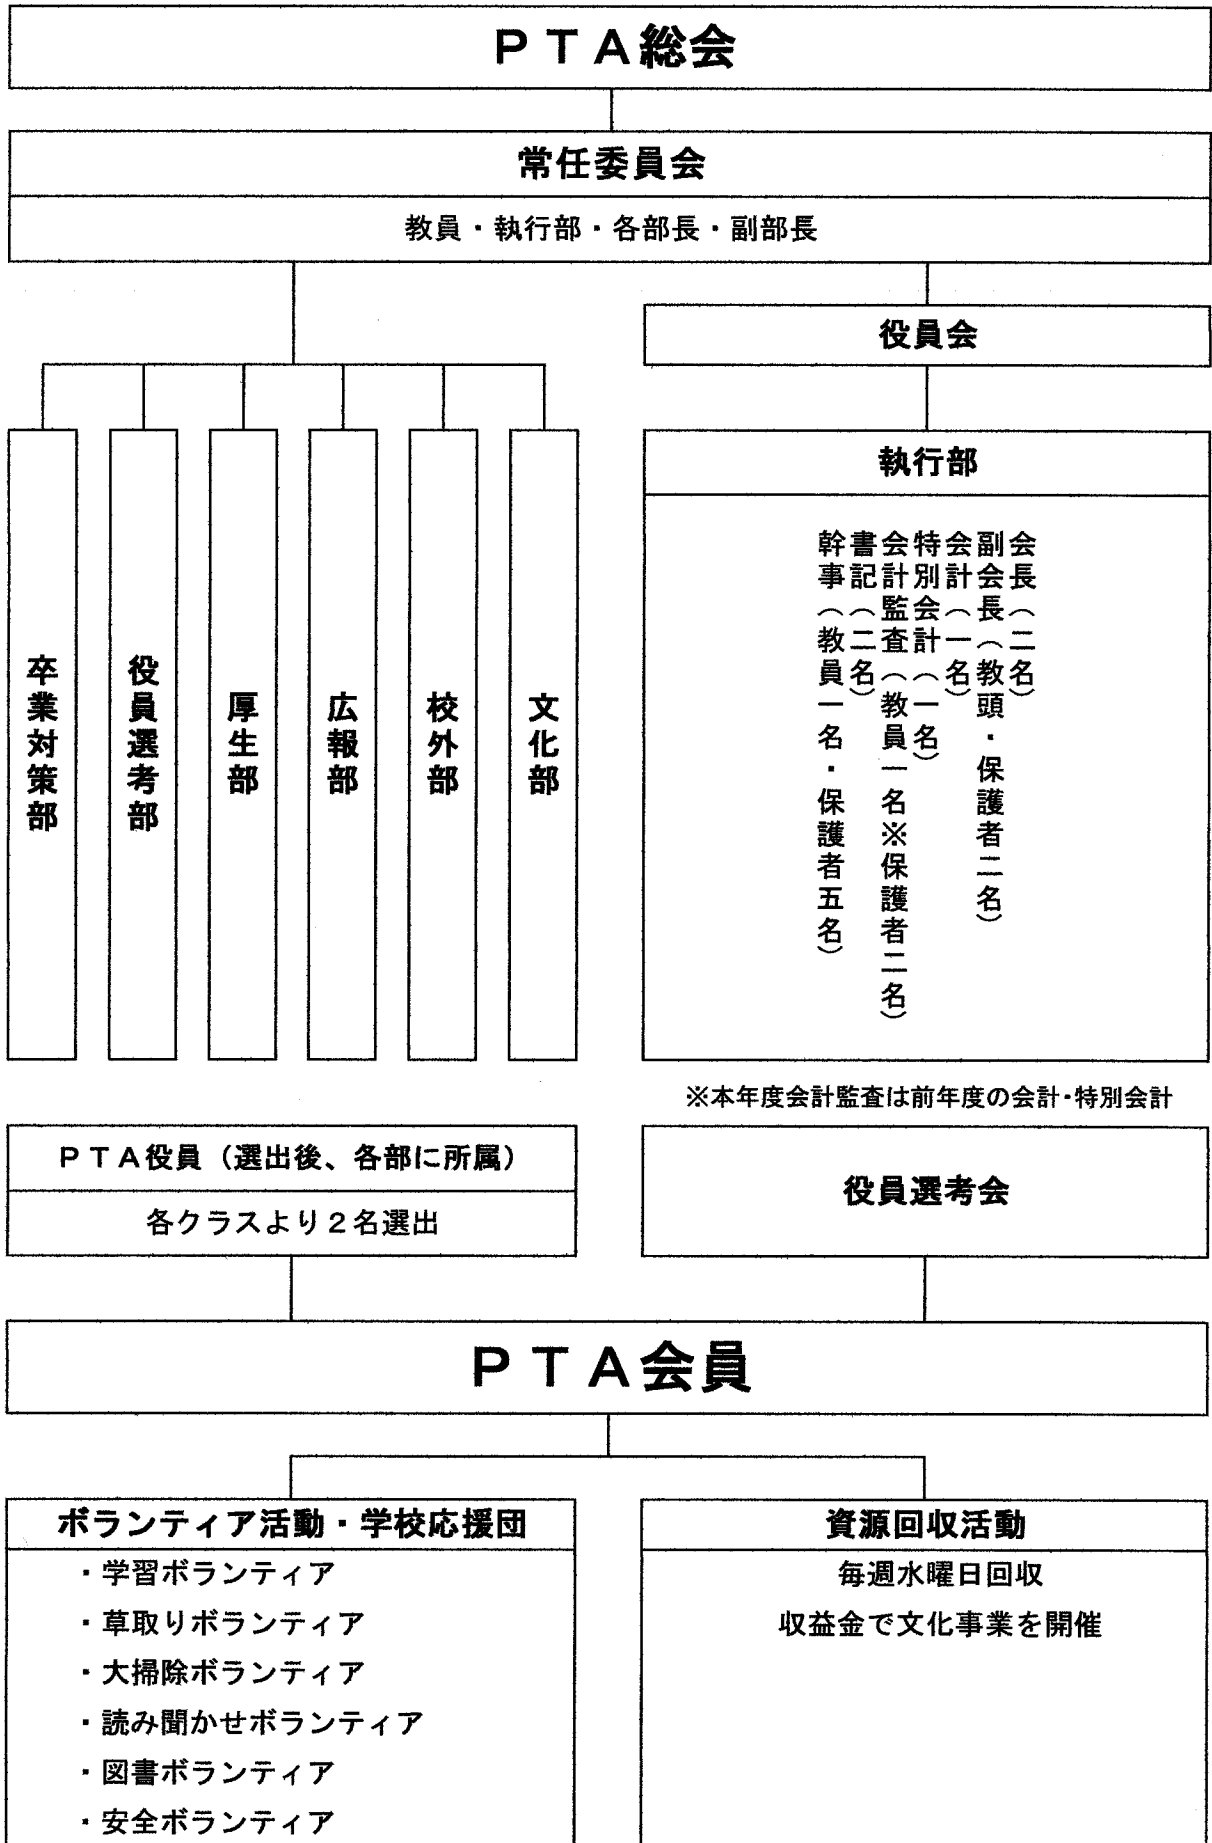 ＰＴＡ総会
常任委員会
教員・執行部・各部長・副部長
役員会
執行部
会長（二名）
副会長（教頭・保護者二名）
会計（一名）
特別会計（一名）
会計監査（教員一名※保護者二名）
書記（二名）
幹事（教員一名・保護者五名）
文化部
校外部
広報部
厚生部
役員選考部
卒業対策部
※本年度会計監査は前年度の会計・特別会計
ＰＴＡ役員（選出後、各部に所属）
各クラスより２名選出
役員選考会
ＰＴＡ会員
ボランティア活動・学校応援団
・学習ボランティア
・草取りボランティア
・大掃除ボランティア
・読み聞かせボランティア
・図書ボランティア
・安全ボランティア
資源回収活動
毎週水曜日回収
収益金で文化事業を開催